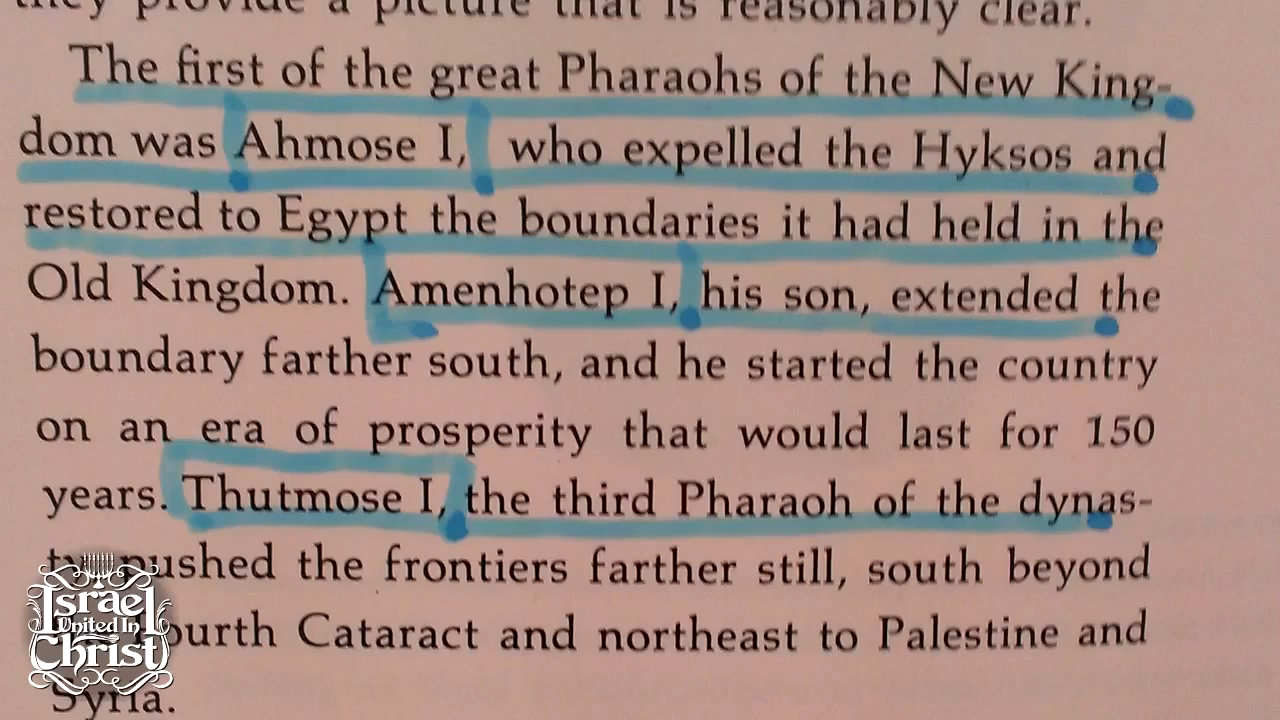 they provide a picture that is reasonably clear.
The first of the great Pharaohs of the New King-
dom was Ahmose I, who expelled the Hyksos and
restored to Egypt the boundaries it had held in the
Old Kingdom. Amenhotep I, his son, extended the
boundary farther south, and he started the country
on an era of prosperity that would last for 150
years. Thutmose I, the third Pharaoh of the dynas-
ty pushed the frontiers farther still, south beyond
Fourth Cataract and northeast to Palestine and
Syria.
Israel
United In
Christ